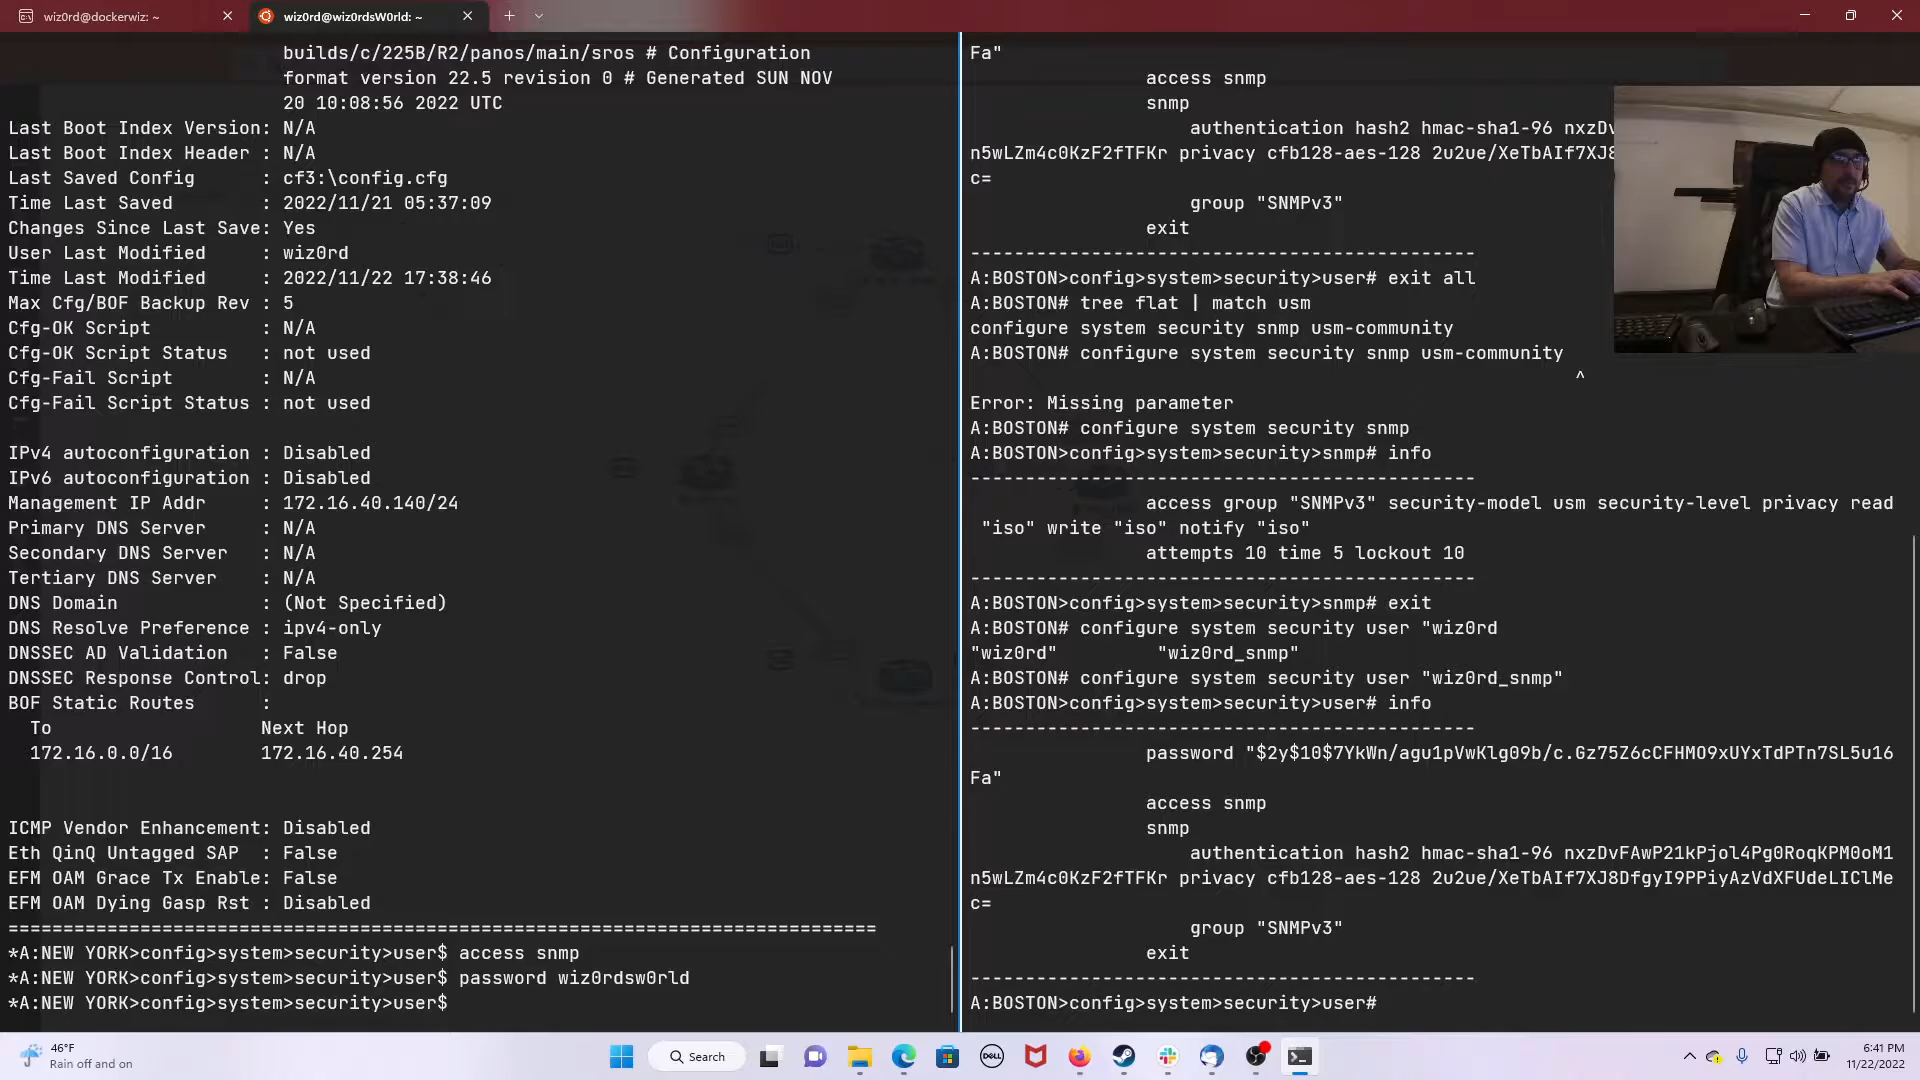 wiz0rd@dockerwiz: ~
wiz0rd@wiz0rdsW0rld: ~
builds/c/225B/R2/panos/main/sros # Configuration
format version 22.5 revision 0 # Generated SUN NOV
20 10:08:56 2022 UTC
Last Boot Index Version: N/A
Last Boot Index Header : N/A
Last Saved Config      : cf3:\config.cfg
Time Last Saved        : 2022/11/21 05:37:09
Changes Since Last Save: Yes
User Last Modified     : wiz0rd
Time Last Modified     : 2022/11/22 17:38:46
Max Cfg/BOF Backup Rev : 5
Cfg-OK Script          : N/A
Cfg-OK Script Status   : not used
Cfg-Fail Script        : N/A
Cfg-Fail Script Status : not used
IPv4 autoconfiguration : Disabled
IPv6 autoconfiguration : Disabled
Management IP Addr     : 172.16.40.140/24
Primary DNS Server     : N/A
Secondary DNS Server   : N/A
Tertiary DNS Server    : N/A
DNS Domain             : (Not Specified)
DNS Resolve Preference : ipv4-only
DNSSEC AD Validation   : False
DNSSEC Response Control: drop
BOF Static Routes      :
To                   Next Hop
172.16.0.0/16        172.16.40.254
ICMP Vendor Enhancement: Disabled
Eth QinQ Untagged SAP  : False
EFM OAM Grace Tx Enable: False
EFM OAM Dying Gasp Rst : Disabled
===============================================================================
*A:NEW YORK>config>system>security>user$ access snmp
*A:NEW YORK>config>system>security>user$ password wiz0rdsw0rld
*A:NEW YORK>config>system>security>user$
Fa"
access snmp
snmp
authentication hash2 hmac-sha1-96 nxzDv
n5wLZm4c0KzF2fTFKr privacy cfb128-aes-128 2u2ue/XeTbAIf7XJ8
c=
group "SNMPv3"
exit
----------------------------------------------
A:BOSTON>config>system>security>user# exit all
A:BOSTON# tree flat | match usm
configure system security snmp usm-community
A:BOSTON# configure system security snmp usm-community
^
Error: Missing parameter
A:BOSTON# configure system security snmp
A:BOSTON>config>system>security>snmp# info
----------------------------------------------
access group "SNMPv3" security-model usm security-level privacy read
"iso" write "iso" notify "iso"
attempts 10 time 5 lockout 10
----------------------------------------------
A:BOSTON>config>system>security>snmp# exit
A:BOSTON# configure system security user "wiz0rd
"wiz0rd"         "wiz0rd_snmp"
A:BOSTON# configure system security user "wiz0rd_snmp"
A:BOSTON>config>system>security>user# info
----------------------------------------------
password "$2y$10$7YkWn/agu1pVwKlg09b/c.Gz75Z6cCFHMO9xUYxTdPTn7SL5u16
Fa"
access snmp
snmp
authentication hash2 hmac-sha1-96 nxzDvFAwP21kPjol4Pg0RoqKPM0oM1
n5wLZm4c0KzF2fTFKr privacy cfb128-aes-128 2u2ue/XeTbAIf7XJ8DfgyI9PPiyAzVdXFUdeLIClMe
c=
group "SNMPv3"
exit
----------------------------------------------
A:BOSTON>config>system>security>user#
46°F
Rain off and on
Search
DELL
6:41 PM
11/22/2022